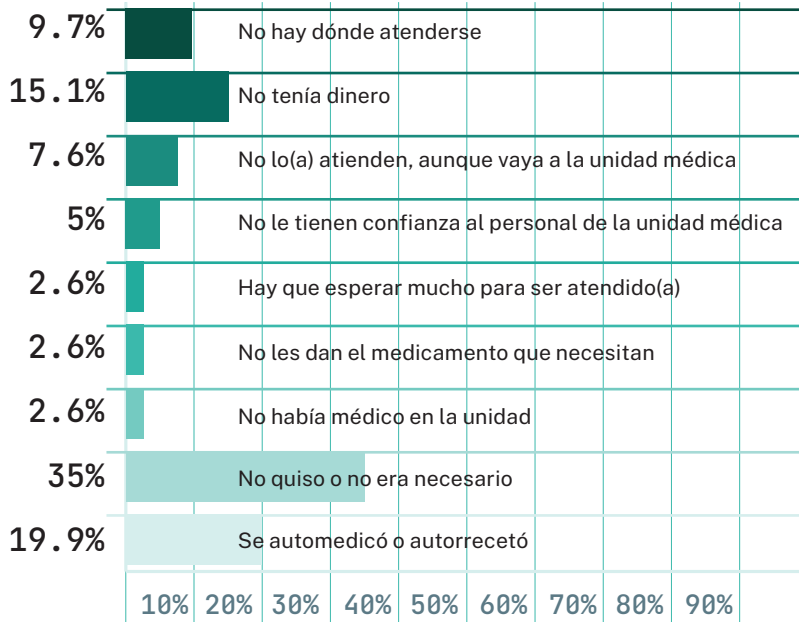 9.7% No hay dónde atenderse
15.1% No tenía dinero
7.6% No lo(a) atienden, aunque vaya a la unidad médica
5% No le tienen confianza al personal de la unidad médica
2.6% Hay que esperar mucho para ser atendido(a)
2.6% No les dan el medicamento que necesitan
2.6% No había médico en la unidad
35% No quiso o no era necesario
19.9% Se automedicó o autorrecetó
10% 20% 30% 40% 50% 60% 70% 80% 90%